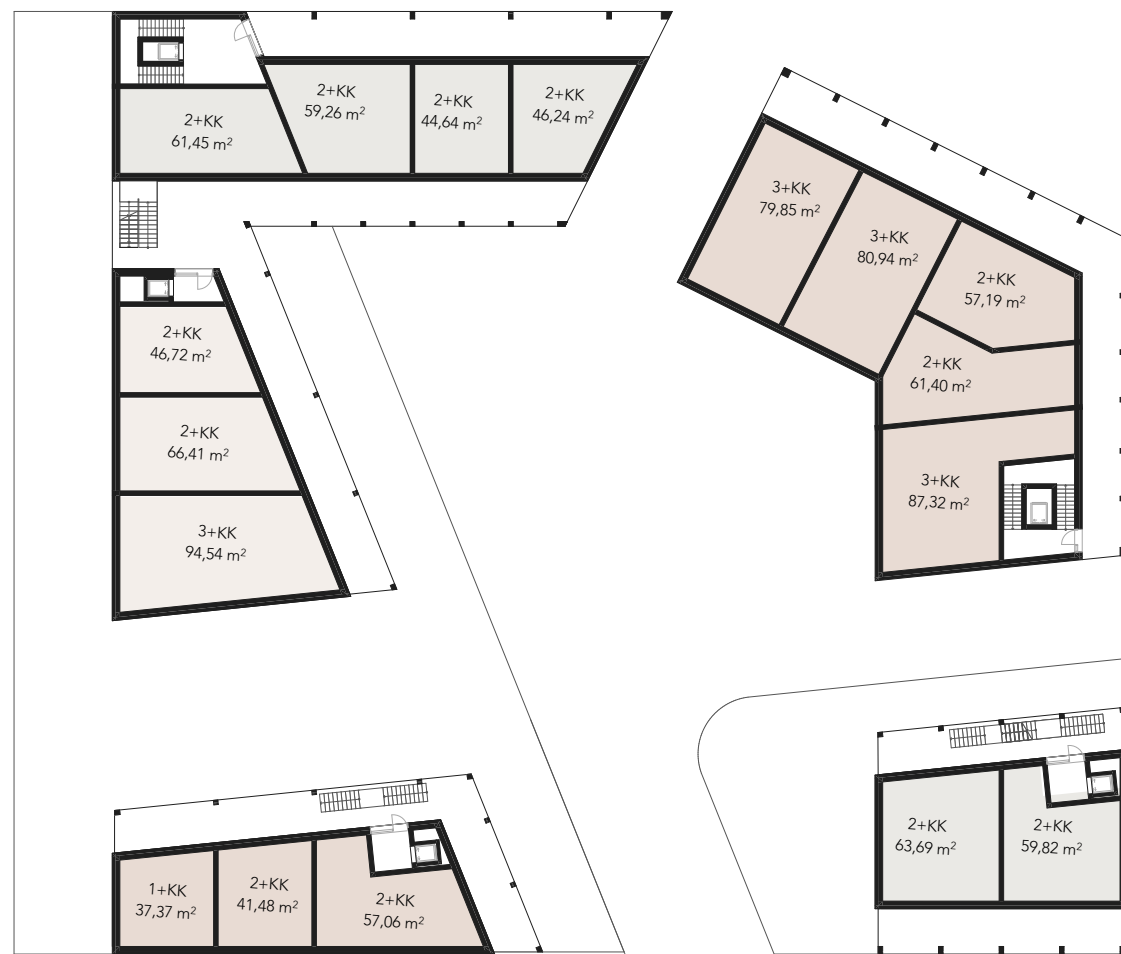 2+KK
59,26 m²
2+KK
44,64 m²
2+KK
46,24 m²
2+KK
61,45 m²
3+KK
79,85 m²
3+KK
80,94 m²
2+KK
57,19 m²
2+KK
46,72 m²
2+KK
61,40 m²
2+KK
66,41 m²
3+KK
87,32 m²
3+KK
94,54 m²
2+KK
63,69 m²
2+KK
59,82 m²
1+KK
37,37 m²
2+KK
41,48 m²
2+KK
57,06 m²